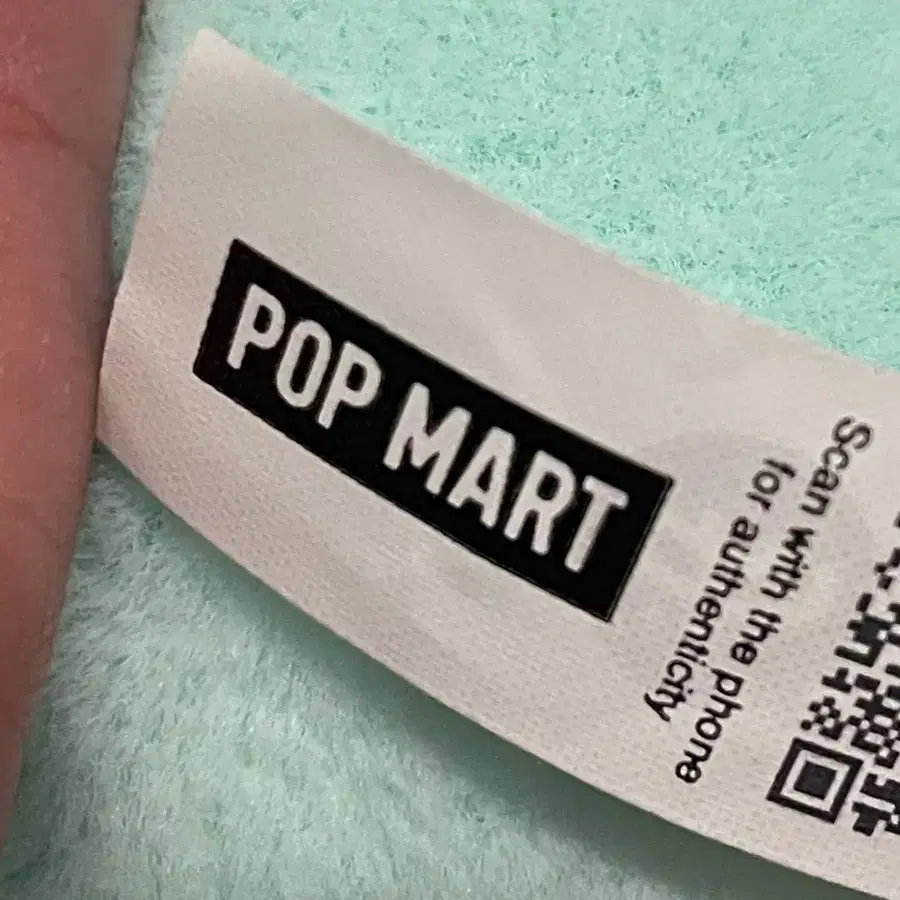 POP MART
Scan with the phone
for authenticity